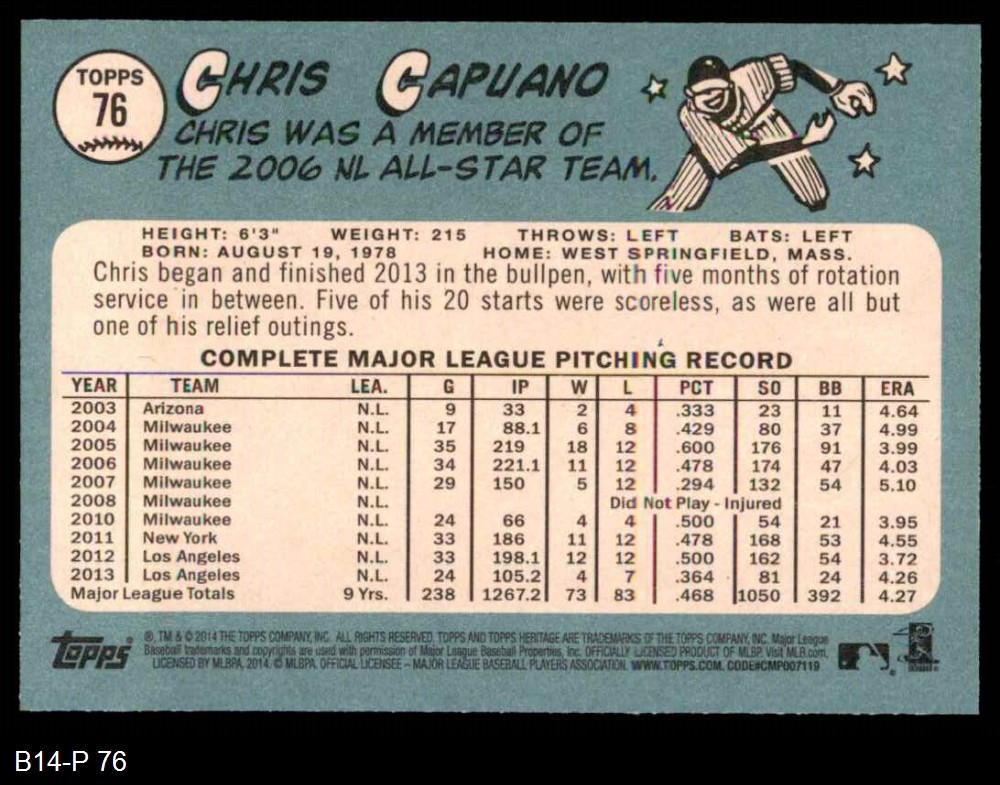 TOPPS
76
CHRIS CAPUANO
CHRIS WAS A MEMBER OF
THE 2006 NL ALL-STAR TEAM.
HEIGHT: 6'3" WEIGHT: 215 THROWS: LEFT BATS: LEFT
BORN: AUGUST 19, 1978 HOME: WEST SPRINGFIELD, MASS.
Chris began and finished 2013 in the bullpen, with five months of rotation
service in between. Five of his 20 starts were scoreless, as were all but
one of his relief outings.
COMPLETE MAJOR LEAGUE PITCHING RECORD
YEAR TEAM LEA. G IP W L PCT SO BB ERA
2003 Arizona N.L. 9 33 2 4 .333 23 11 4.64
2004 Milwaukee N.L. 17 88.1 6 8 .429 80 37 4.99
2005 Milwaukee N.L. 35 219 18 12 .600 176 91 3.99
2006 Milwaukee N.L. 34 221.1 11 12 .478 174 47 4.03
2007 Milwaukee N.L. 29 150 5 12 .294 132 54 5.10
2008 Milwaukee N.L. Did Not Play - Injured
2010 Milwaukee N.L. 24 66 4 4 .500 54 21 3.95
2011 New York N.L. 33 186 11 12 .478 168 53 4.55
2012 Los Angeles N.L. 33 198.1 12 12 .500 162 54 3.72
2013 Los Angeles N.L. 24 105.2 4 7 .364 81 24 4.26
Major League Totals 9 Yrs. 238 1267.2 73 83 .468 1050 392 4.27
Topps
®, TM & © 2014 THE TOPPS COMPANY, INC. ALL RIGHTS RESERVED. TOPPS AND TOPPS HERITAGE ARE TRADEMARKS OF THE TOPPS COMPANY, INC. Major League
Baseball trademarks and copyrights are used with permission of Major League Baseball Properties, Inc. OFFICIALLY LICENSED PRODUCT OF MLBP. Visit MLB.com.
LICENSED BY MLBPA, 2014. © MLBPA. OFFICIAL LICENSEE – MAJOR LEAGUE BASEBALL PLAYERS ASSOCIATION. WWW.TOPPS.COM. CODE#CMP007119
B14-P 76